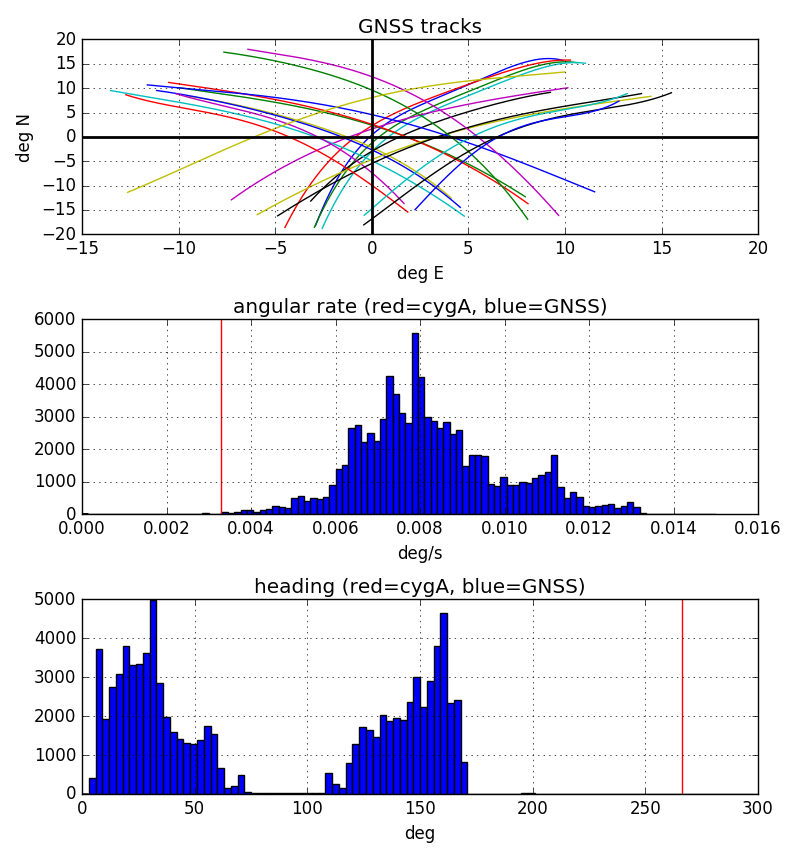 GNSS tracks
20
15
10
5
0
−5
−10
−15
−20
deg N
−15 −10 −5 0 5 10 15 20
deg E
angular rate (red=cygA, blue=GNSS)
6000
5000
4000
3000
2000
1000
0
0.000 0.002 0.004 0.006 0.008 0.010 0.012 0.014 0.016
deg/s
heading (red=cygA, blue=GNSS)
5000
4000
3000
2000
1000
0
0 50 100 150 200 250 300
deg